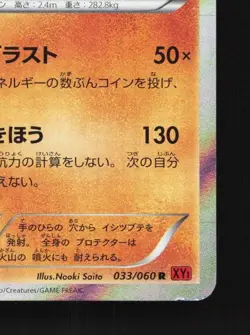 高さ:2.4m 重さ:282.8kg
ラスト 50×
ネルギーの数ぶんコインを投げ、
きほう 130
抗力の計算をしない。次の自分
えない。
手のひらの 穴から イシツブテを
発射。 全身の プロテクターは
火山の 噴火にも 耐える。
Illus.Naoki Saito 033/060 R XY1
o/Creatures/GAME FREAK.